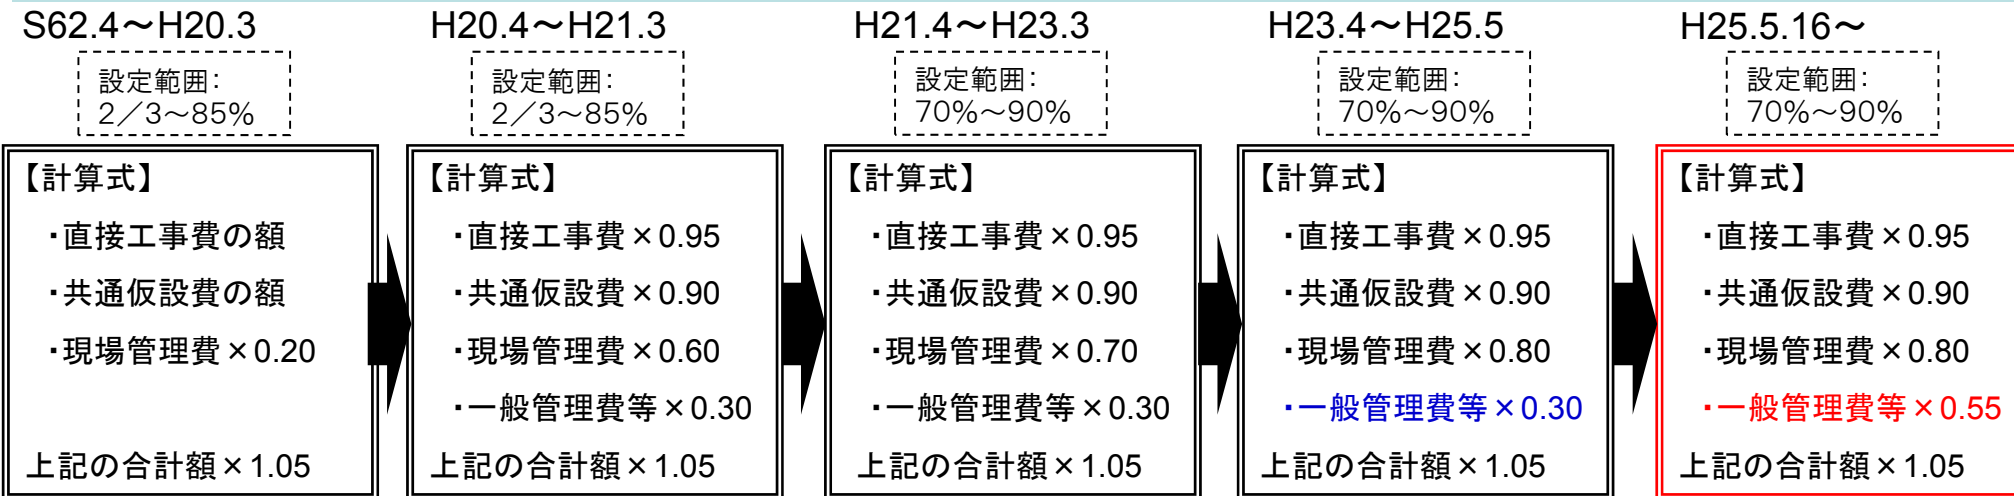 S62.4～H20.3
設定範囲：
2／3～85%
【計算式】
・直接工事費の額
・共通仮設費の額
・現場管理費×0.20
上記の合計額×1.05
H20.4～H21.3
設定範囲：
2／3～85%
【計算式】
・直接工事費×0.95
・共通仮設費×0.90
・現場管理費×0.60
・一般管理費等×0.30
上記の合計額×1.05
H21.4～H23.3
設定範囲：
70%～90%
【計算式】
・直接工事費×0.95
・共通仮設費×0.90
・現場管理費×0.70
・一般管理費等×0.30
上記の合計額×1.05
H23.4～H25.5
設定範囲：
70%～90%
【計算式】
・直接工事費×0.95
・共通仮設費×0.90
・現場管理費×0.80
・一般管理費等×0.30
上記の合計額×1.05
H25.5.16～
設定範囲：
70%～90%
【計算式】
・直接工事費×0.95
・共通仮設費×0.90
・現場管理費×0.80
・一般管理費等×0.55
上記の合計額×1.05